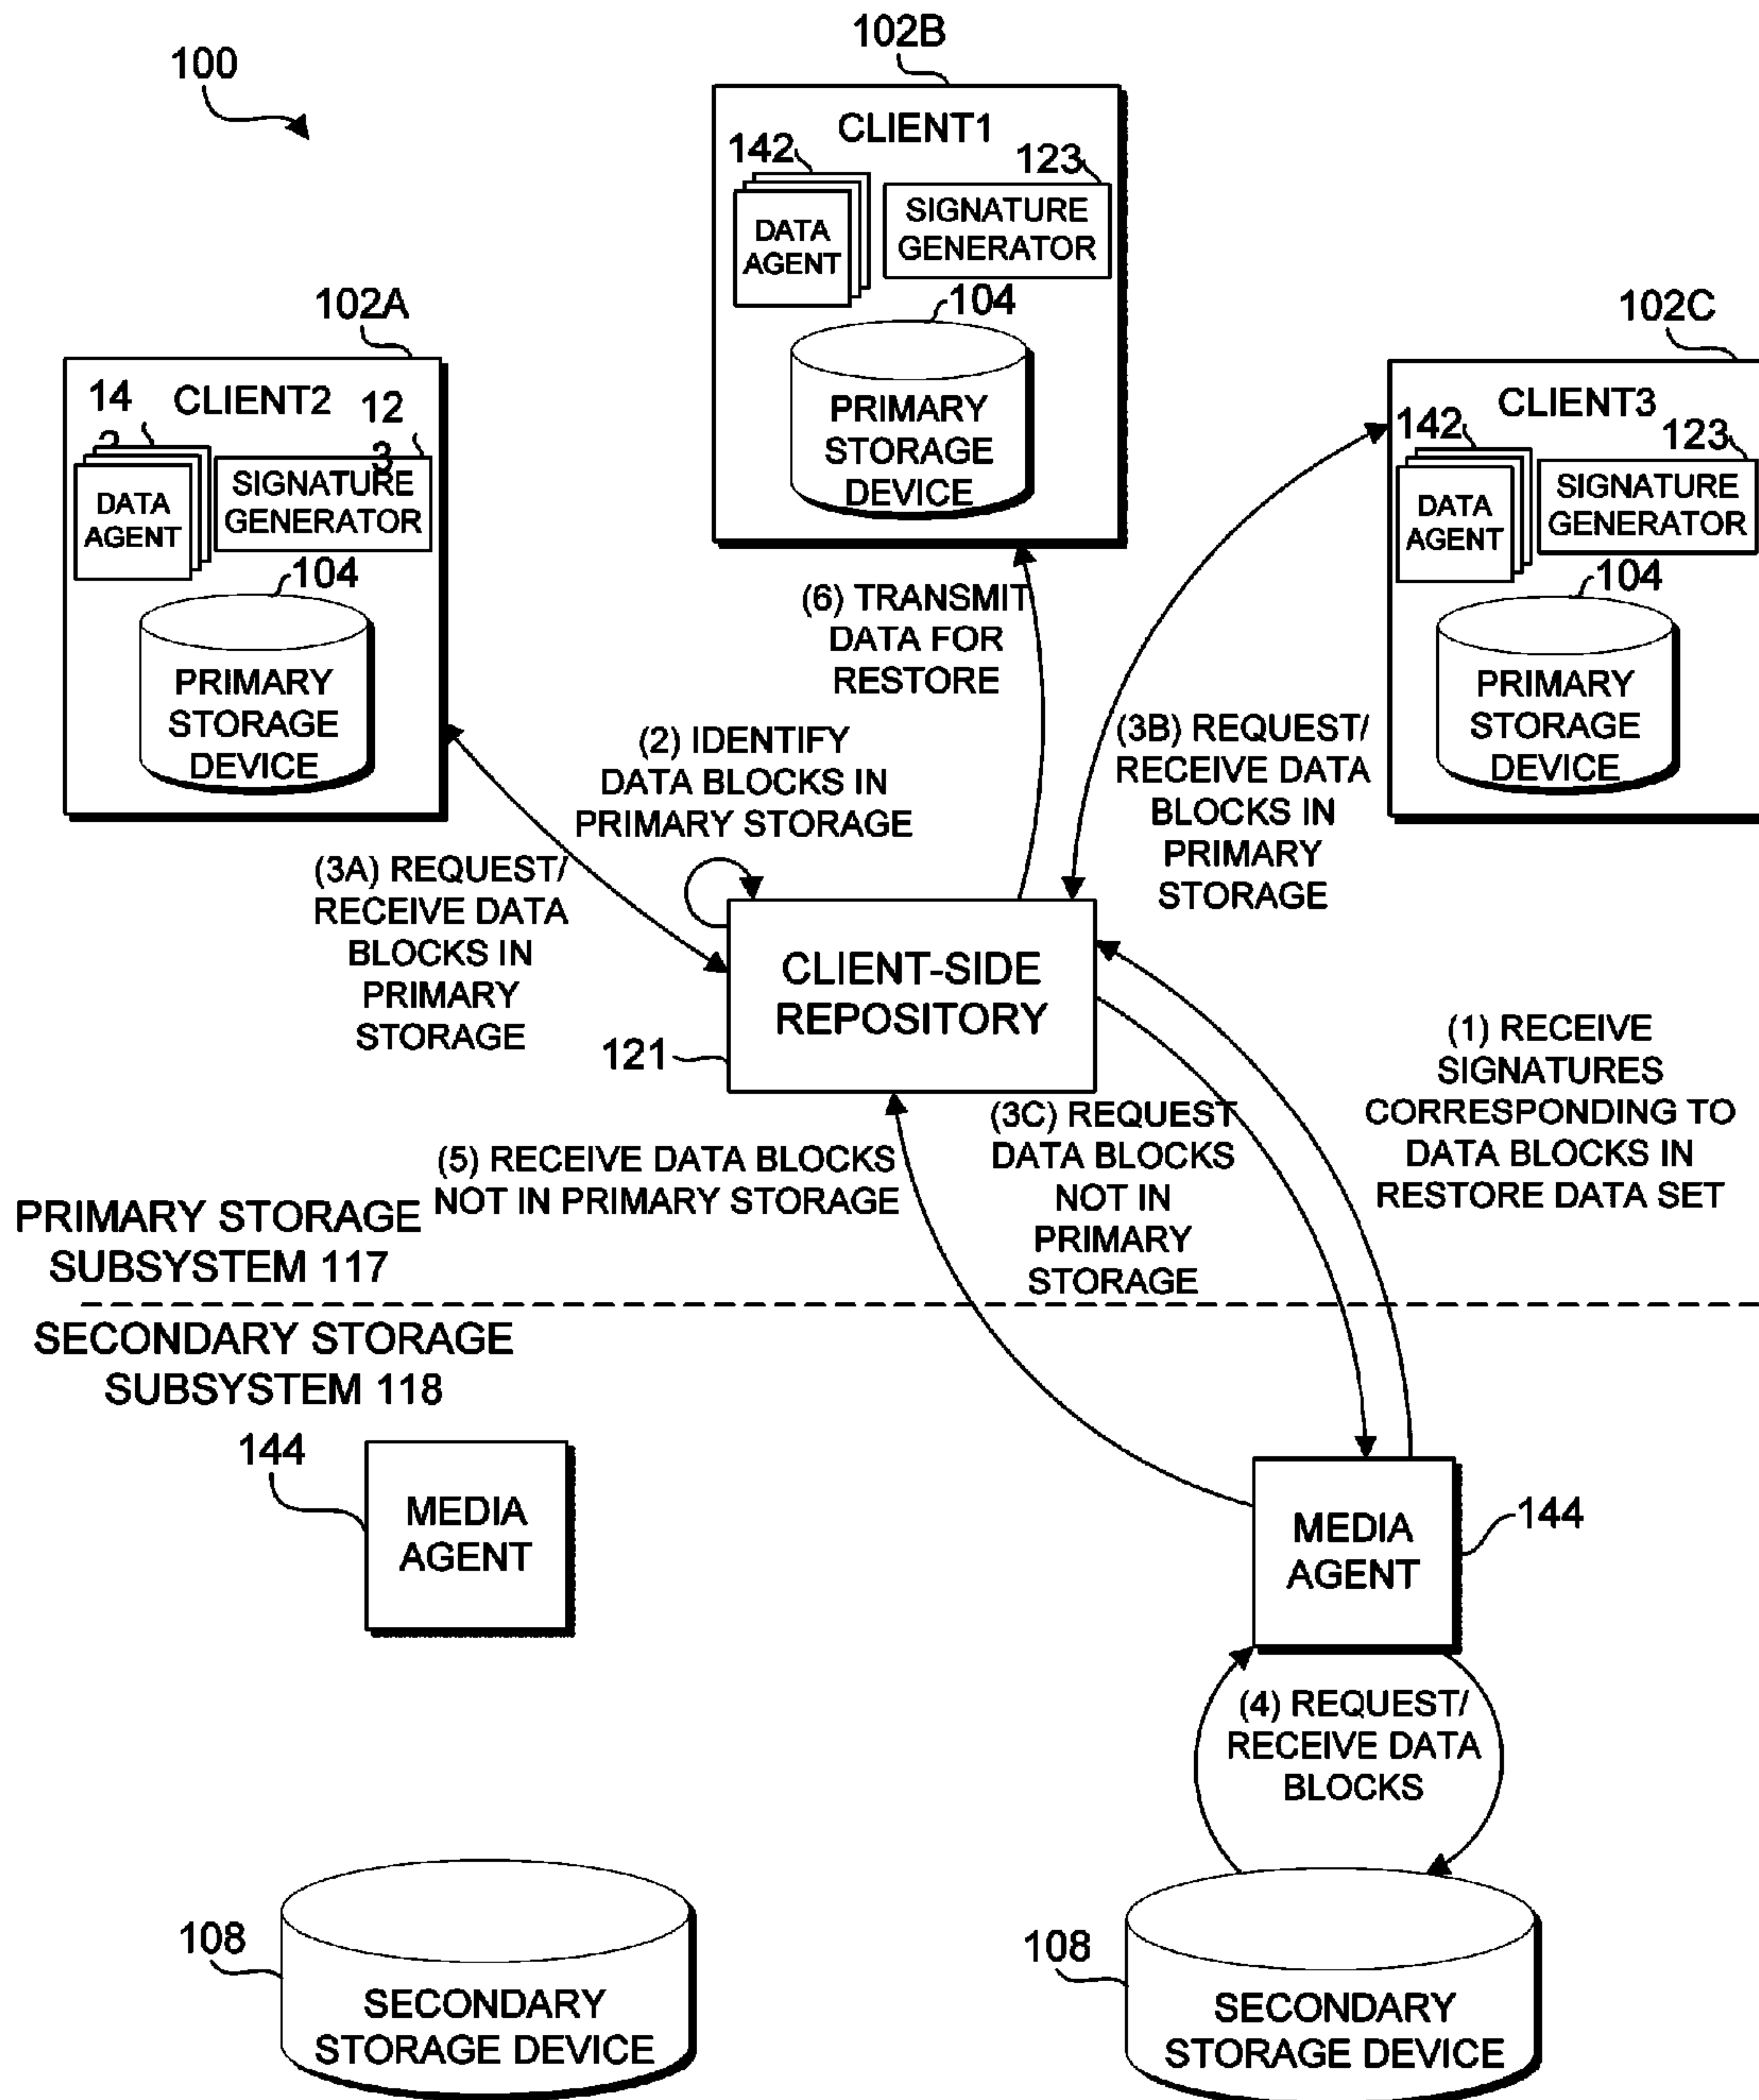 100
102B
CLIENT1
142
123
DATA
AGENT
SIGNATURE
GENERATOR
104
PRIMARY
STORAGE
DEVICE
102A
CLIENT2
14
2
12
3
DATA
AGENT
SIGNATURE
GENERATOR
104
PRIMARY
STORAGE
DEVICE
102C
CLIENT3
142
123
DATA
AGENT
SIGNATURE
GENERATOR
104
PRIMARY
STORAGE
DEVICE
(6) TRANSMIT
DATA FOR
RESTORE
(2) IDENTIFY
DATA BLOCKS IN
PRIMARY STORAGE
(3B) REQUEST/
RECEIVE DATA
BLOCKS IN
PRIMARY
STORAGE
(3A) REQUEST/
RECEIVE DATA
BLOCKS IN
PRIMARY
STORAGE
CLIENT-SIDE
REPOSITORY
121
(1) RECEIVE
SIGNATURES
CORRESPONDING TO
DATA BLOCKS IN
RESTORE DATA SET
(3C) REQUEST
DATA BLOCKS
NOT IN
PRIMARY
STORAGE
(5) RECEIVE DATA BLOCKS
NOT IN PRIMARY STORAGE
PRIMARY STORAGE
SUBSYSTEM 117
SECONDARY STORAGE
SUBSYSTEM 118
144
MEDIA
AGENT
MEDIA
AGENT
144
(4) REQUEST/
RECEIVE DATA
BLOCKS
108
SECONDARY
STORAGE DEVICE
108
SECONDARY
STORAGE DEVICE